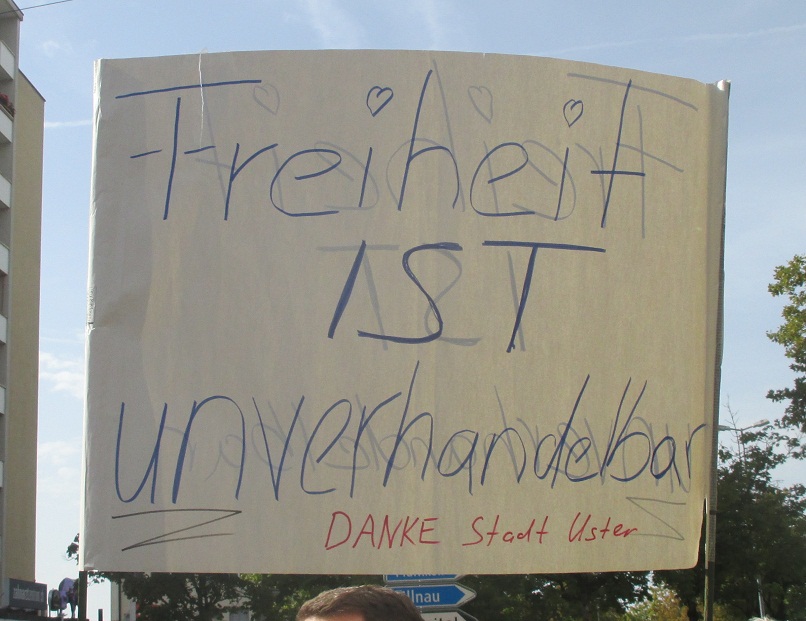 Freiheit
IST
unverhandelbar
DANKE Stadt Uster